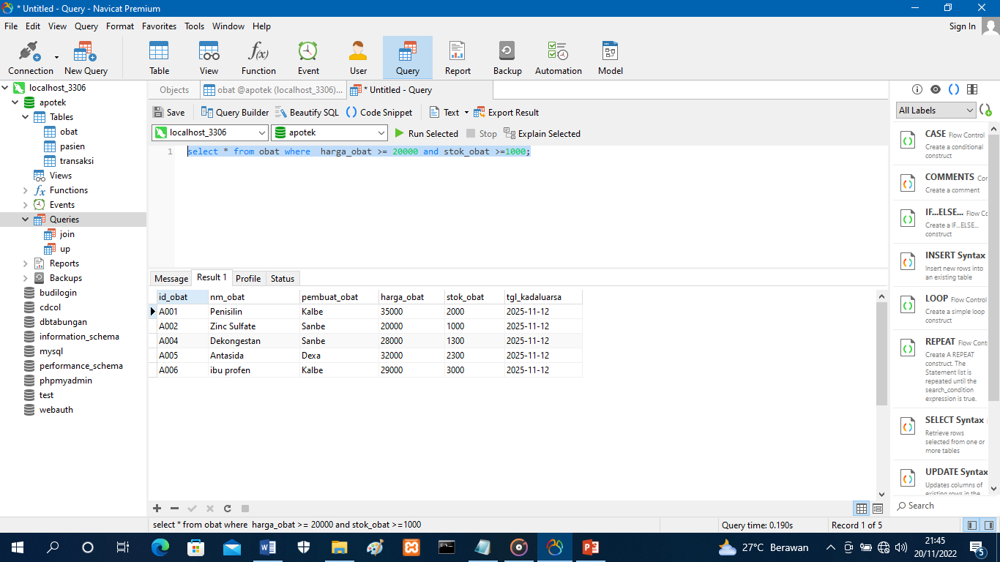 * Untitled - Query - Navicat Premium
File Edit View Query Format Favorites Tools Window Help
Sign In
Connection New Query Table View Function Event User Query Report Backup Automation Model
f(x)
localhost_3306
apotek
Tables
obat
pasien
transaksi
Views
Functions
Events
Queries
join
up
Reports
Backups
budilogin
cdcol
dbtabungan
information_schema
mysql
performance_schema
phpmyadmin
test
webauth
Objects obat @apotek (localhost_3306)... * Untitled - Query
Save Query Builder Beautify SQL Code Snippet Text Export Result
localhost_3306 apotek Run Selected Stop Explain Selected
1 select * from obat where  harga_obat >= 20000 and stok_obat >=1000;
Message Result 1 Profile Status
id_obat nm_obat pembuat_obat harga_obat stok_obat tgl_kadaluarsa
A001 Penisilin Kalbe 35000 2000 2025-11-12
A002 Zinc Sulfate Sanbe 20000 1000 2025-11-12
A004 Dekongestan Sanbe 28000 1300 2025-11-12
A005 Antasida Dexa 32000 2300 2025-11-12
A006 ibu profen Kalbe 29000 3000 2025-11-12
All Labels
CASE Flow Control
Create a conditional
construct
COMMENTS Cor
Create a comment
IF...ELSE... Flow Cc
Create a IF...ELSE...
construct
INSERT Syntax
Insert new rows into
an existing table
LOOP Flow Control
Create a simple loop
construct
REPEAT Flow Cont
Create A REPEAT
construct. The
Statement list is
repeated until the
search_condition
expression is true.
SELECT Syntax
Retrieve rows
selected from one or
more tables
UPDATE Syntax
Updates columns of
existing rows in the
Search
select * from obat where  harga_obat >= 20000 and stok_obat >=1000
Query time: 0.190s
Record 1 of 5
27°C Berawan
21:45
20/11/2022
5